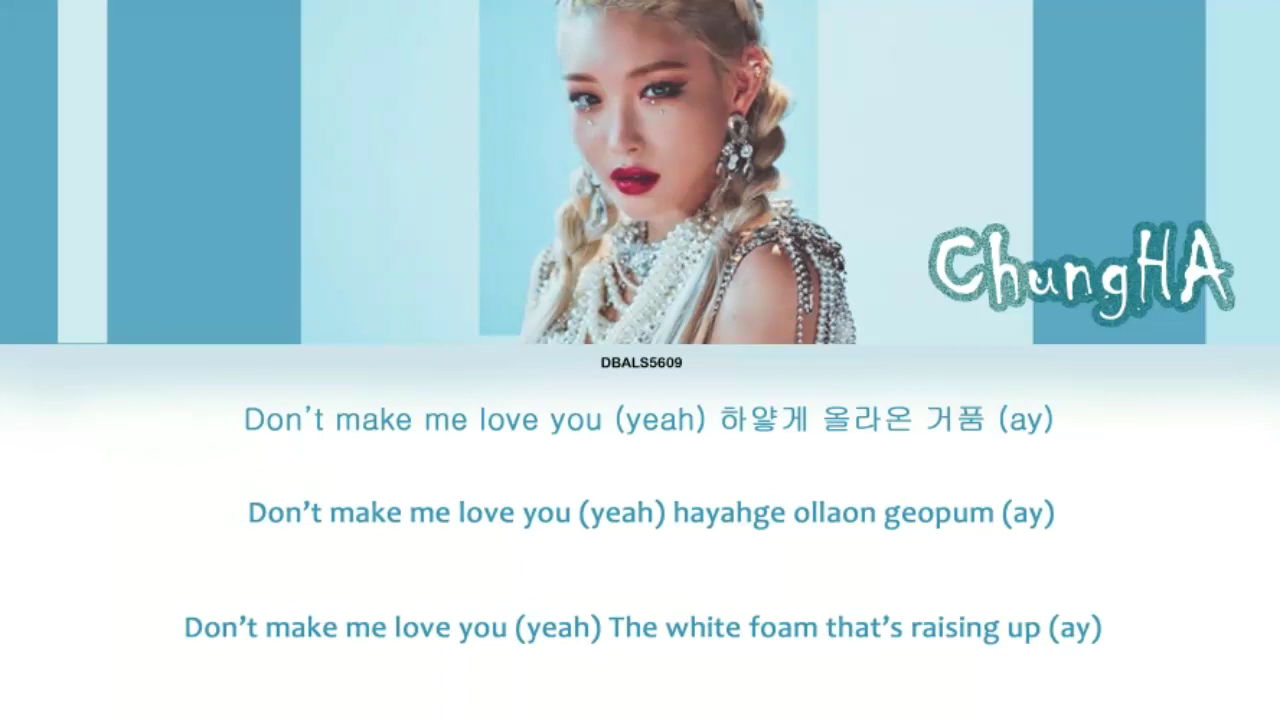 ChungHA
DBALS5609
Don't make me love you (yeah) 하얗게 올라온 거품 (ay)
Don't make me love you (yeah) hayahge ollaon geopum (ay)
Don't make me love you (yeah) The white foam that's raising up (ay)